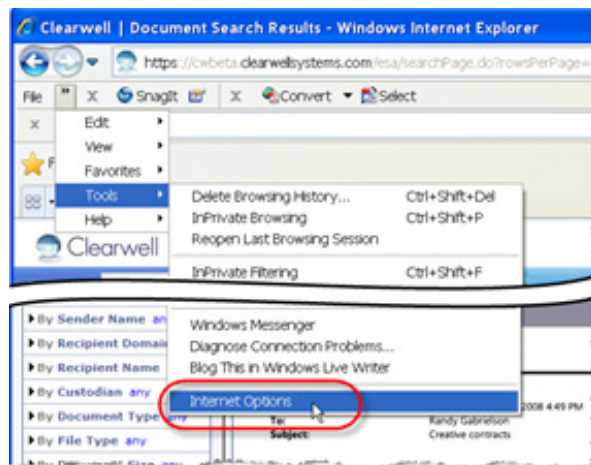 Clearwell | Document Search Results - Windows Internet Explorer
https://cwbeta.clearwellsystems.com/esa/searchPage.do?rowsPerPage=
File » X SnagIt X Convert Select
X Edit
View
F Favorites
Tools
Delete Browsing History... Ctrl+Shift+Del
Help
InPrivate Browsing Ctrl+Shift+P
Reopen Last Browsing Session
Clearwell
InPrivate Filtering Ctrl+Shift+F
By Sender Name an
By Recipient Domain
By Recipient Name
By Custodian any
By Document Type any
By File Type any
Windows Messenger
Diagnose Connection Problems...
Blog This in Windows Live Writer
Internet Options
2008 4:49 PM
To: Randy Gabrielson
Subject: Creative contracts